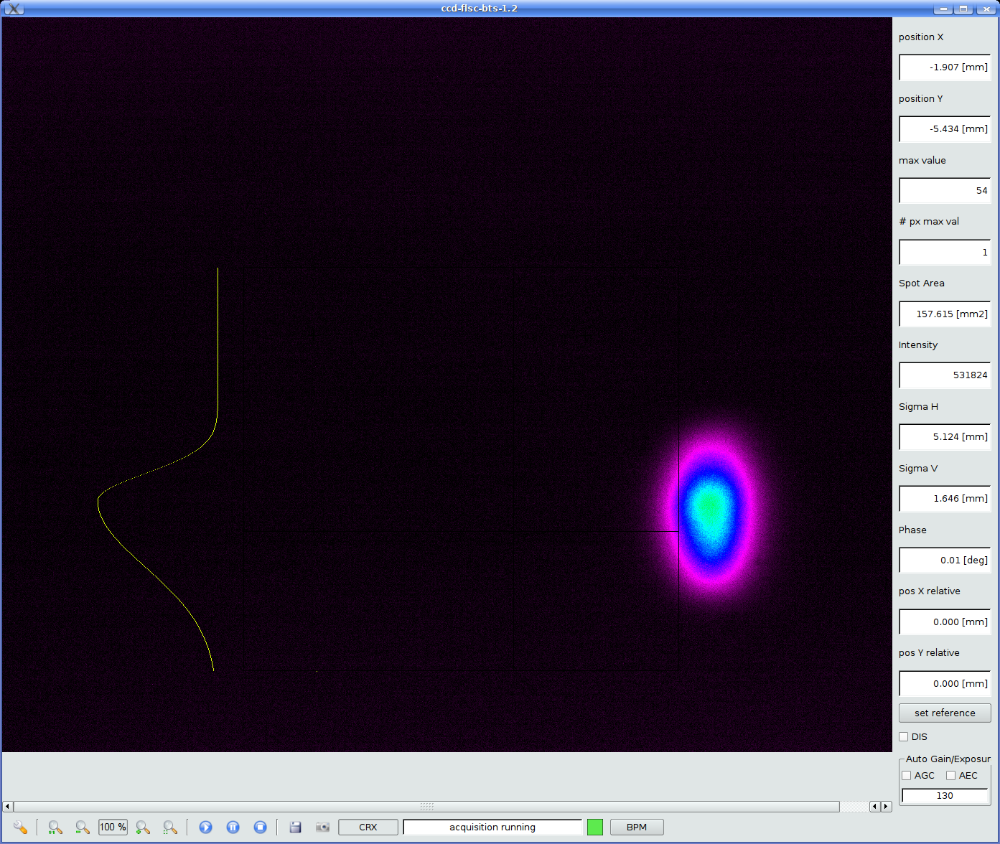 ccd-flsc-bts-1.2
position X
-1.907 [mm]
position Y
-5.434 [mm]
max value
54
# px max val
1
Spot Area
157.615 [mm2]
Intensity
531824
Sigma H
5.124 [mm]
Sigma V
1.646 [mm]
Phase
0.01 [deg]
pos X relative
0.000 [mm]
pos Y relative
0.000 [mm]
set reference
DIS
Auto Gain/Exposur
AGC AEC
130
100 % CRX acquisition running BPM